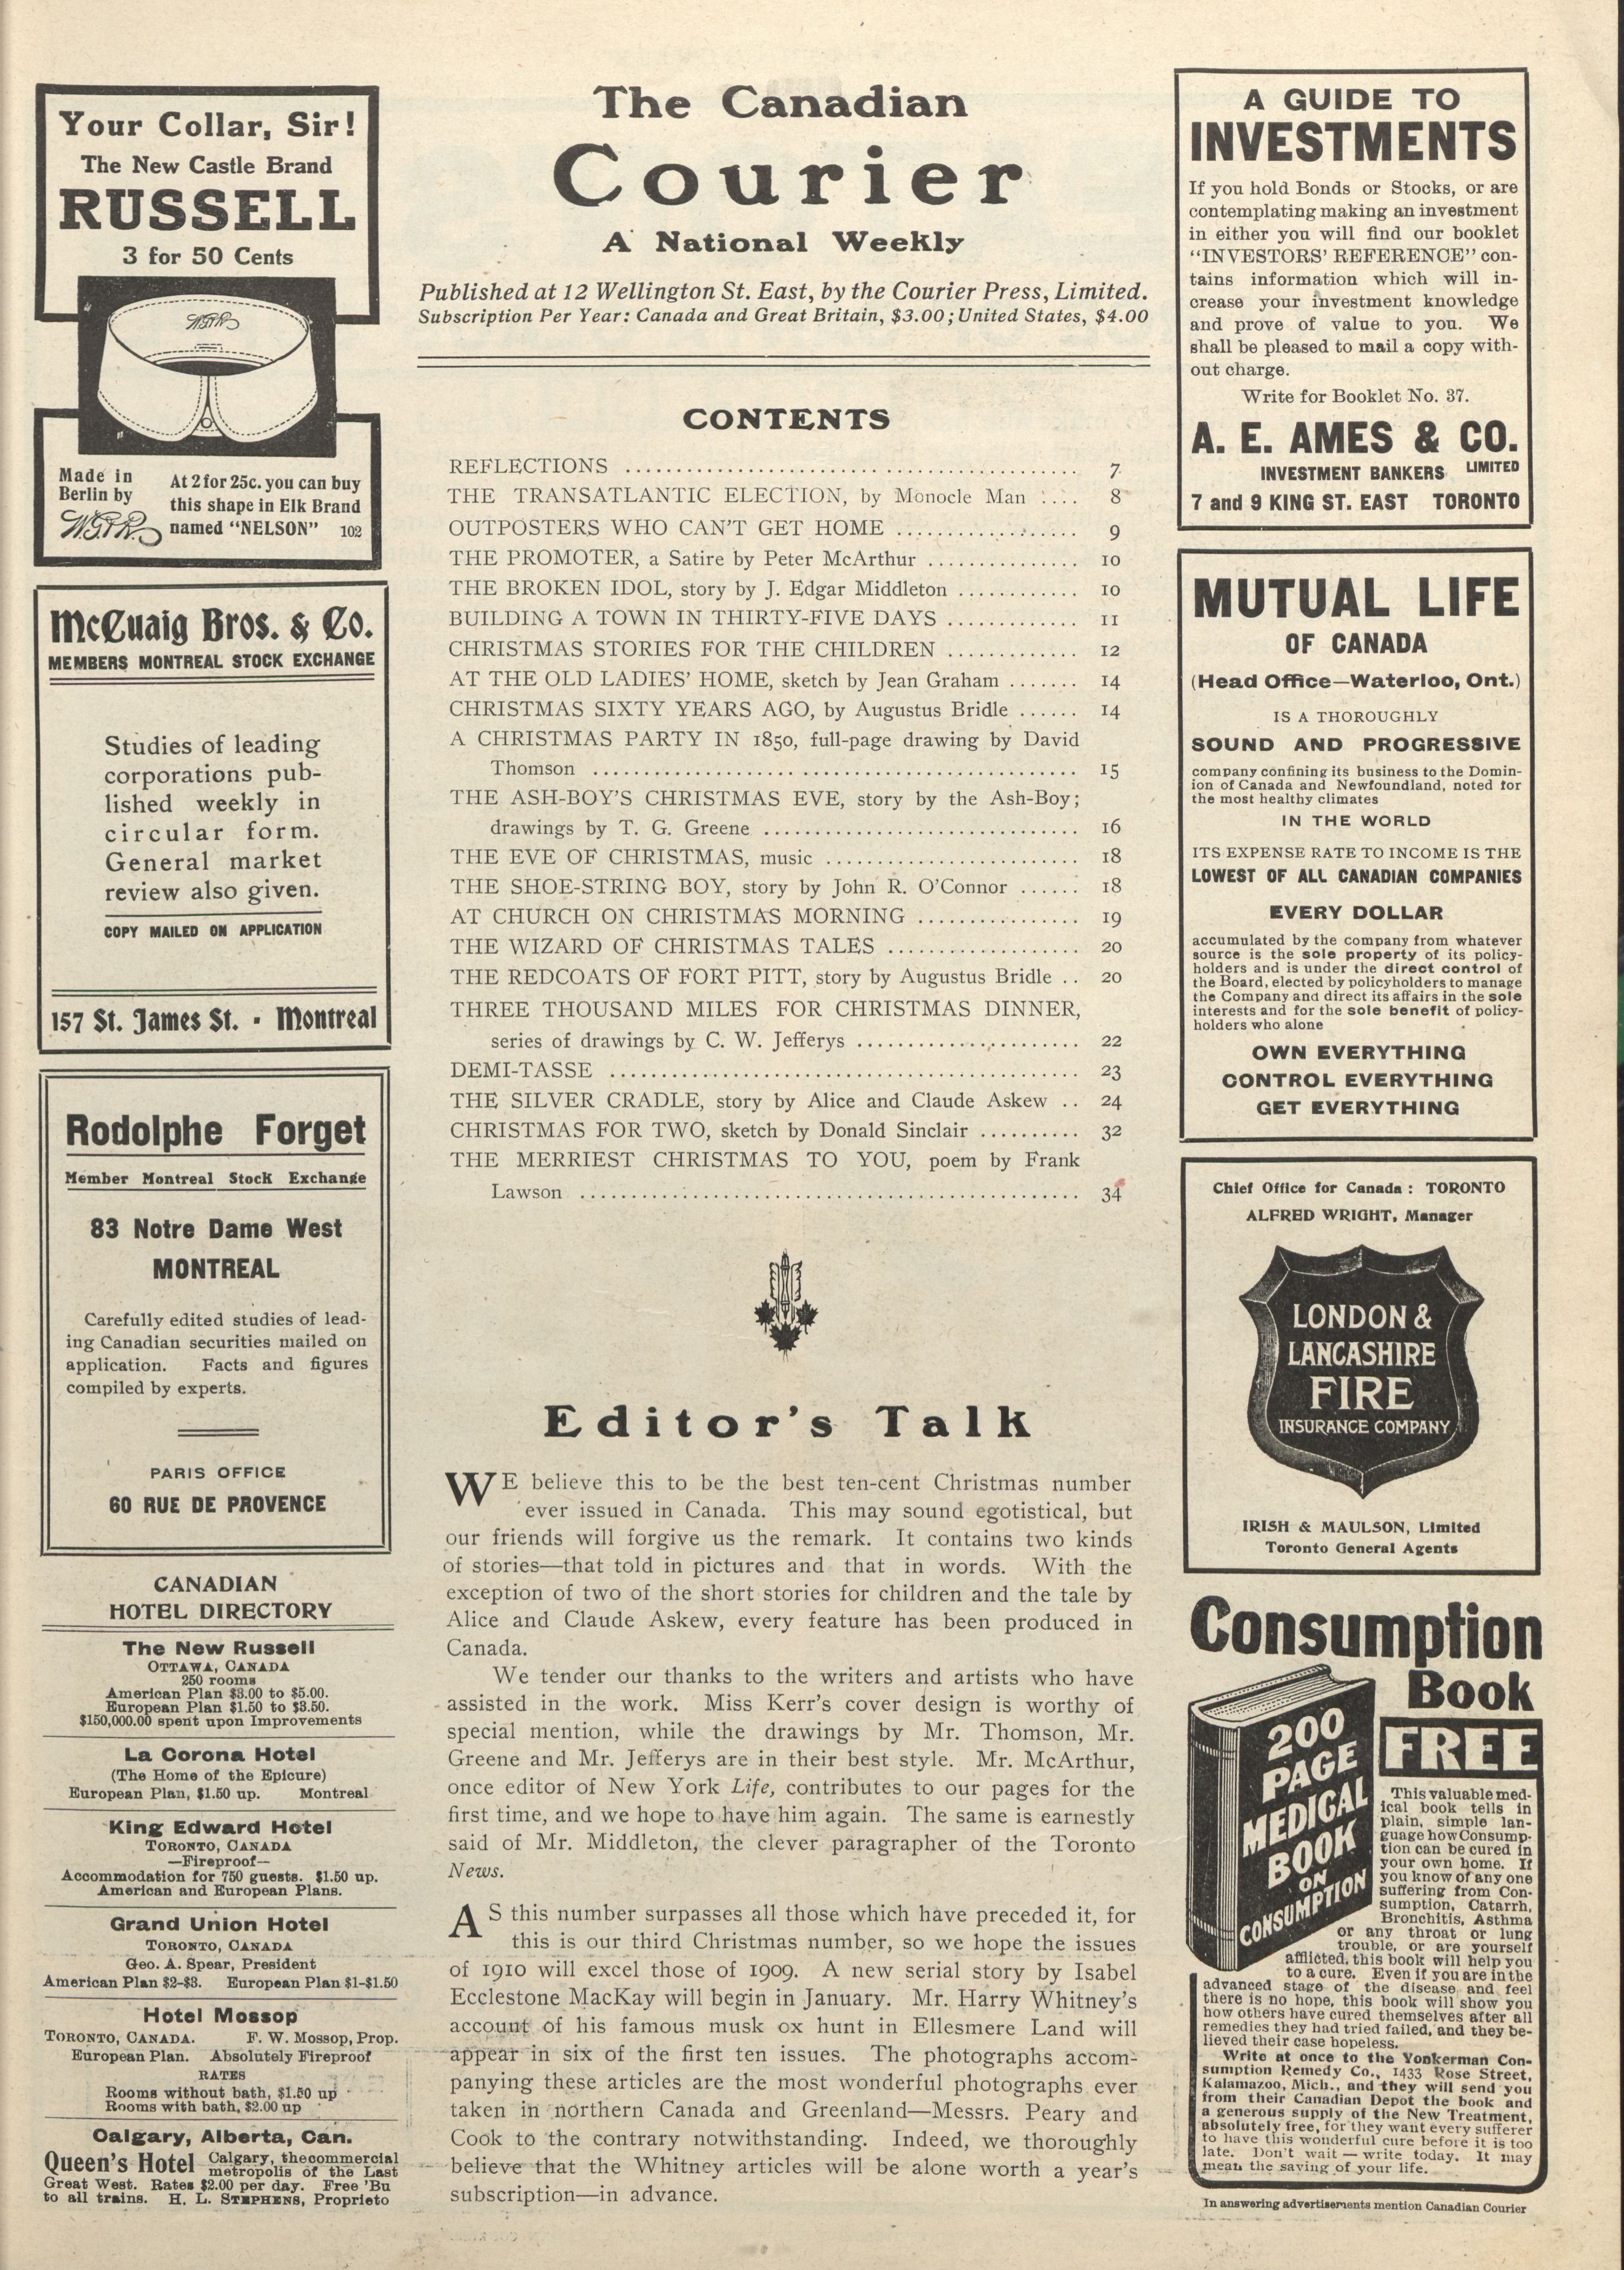 Your Collar, Sir!
The New Castle Brand
RUSSELL
3 for 50 Cents
W.G.&R.
Made in
Berlin by
W.G.&R.
At 2 for 25c. you can buy
this shape in Elk Brand
named "NELSON" 102
McCuaig Bros. & Co.
MEMBERS MONTREAL STOCK EXCHANGE
Studies of leading
corporations pub-
lished weekly in
circular form.
General market
review also given.
COPY MAILED ON APPLICATION
157 St. James St. · Montreal
Rodolphe Forget
Member Montreal Stock Exchange
83 Notre Dame West
MONTREAL
Carefully edited studies of lead-
ing Canadian securities mailed on
application. Facts and figures
compiled by experts.
PARIS OFFICE
60 RUE DE PROVENCE
CANADIAN
HOTEL DIRECTORY
The New Russell
OTTAWA, CANADA
250 rooms
American Plan $3.00 to $5.00.
European Plan $1.50 to $3.50.
$150,000.00 spent upon Improvements
La Corona Hotel
(The Home of the Epicure)
European Plan, $1.50 up. Montreal
King Edward Hotel
TORONTO, CANADA
—Fireproof—
Accommodation for 750 guests. $1.50 up.
American and European Plans.
Grand Union Hotel
TORONTO, CANADA
Geo. A. Spear, President
American Plan $2–$3. European Plan $1–$1.50
Hotel Mossop
TORONTO, CANADA. F. W. Mossop, Prop.
European Plan. Absolutely Fireproof
RATES
Rooms without bath, $1.50 up
Rooms with bath, $2.00 up
Calgary, Alberta, Can.
Queen's Hotel Calgary, thecommercial
metropolis of the Last
Great West. Rates $2.00 per day. Free 'Bu
to all trains. H. L. STEPHENS, Proprieto
The Canadian
Courier
A National Weekly
Published at 12 Wellington St. East, by the Courier Press, Limited.
Subscription Per Year: Canada and Great Britain, $3.00; United States, $4.00
CONTENTS
REFLECTIONS ........ 7
THE TRANSATLANTIC ELECTION, by Monocle Man .... 8
OUTPOSTERS WHO CAN'T GET HOME ........ 9
THE PROMOTER, a Satire by Peter McArthur ........ 10
THE BROKEN IDOL, story by J. Edgar Middleton ........ 10
BUILDING A TOWN IN THIRTY-FIVE DAYS ........ 11
CHRISTMAS STORIES FOR THE CHILDREN ........ 12
AT THE OLD LADIES' HOME, sketch by Jean Graham ....... 14
CHRISTMAS SIXTY YEARS AGO, by Augustus Bridle ...... 14
A CHRISTMAS PARTY IN 1850, full-page drawing by David
Thomson ........ 15
THE ASH-BOY'S CHRISTMAS EVE, story by the Ash-Boy;
drawings by T. G. Greene ........ 16
THE EVE OF CHRISTMAS, music ........ 18
THE SHOE-STRING BOY, story by John R. O'Connor ...... 18
AT CHURCH ON CHRISTMAS MORNING ........ 19
THE WIZARD OF CHRISTMAS TALES ........ 20
THE REDCOATS OF FORT PITT, story by Augustus Bridle .. 20
THREE THOUSAND MILES FOR CHRISTMAS DINNER,
series of drawings by C. W. Jefferys ........ 22
DEMI-TASSE ........ 23
THE SILVER CRADLE, story by Alice and Claude Askew .. 24
CHRISTMAS FOR TWO, sketch by Donald Sinclair .......... 32
THE MERRIEST CHRISTMAS TO YOU, poem by Frank
Lawson ........ 34
Editor's Talk
WE believe this to be the best ten-cent Christmas number
ever issued in Canada. This may sound egotistical, but
our friends will forgive us the remark. It contains two kinds
of stories—that told in pictures and that in words. With the
exception of two of the short stories for children and the tale by
Alice and Claude Askew, every feature has been produced in
Canada.
We tender our thanks to the writers and artists who have
assisted in the work. Miss Kerr's cover design is worthy of
special mention, while the drawings by Mr. Thomson, Mr.
Greene and Mr. Jefferys are in their best style. Mr. McArthur,
once editor of New York Life, contributes to our pages for the
first time, and we hope to have him again. The same is earnestly
said of Mr. Middleton, the clever paragrapher of the Toronto
News.
AS this number surpasses all those which have preceded it, for
this is our third Christmas number, so we hope the issues
of 1910 will excel those of 1909. A new serial story by Isabel
Ecclestone MacKay will begin in January. Mr. Harry Whitney's
account of his famous musk ox hunt in Ellesmere Land will
appear in six of the first ten issues. The photographs accom-
panying these articles are the most wonderful photographs ever
taken in northern Canada and Greenland—Messrs. Peary and
Cook to the contrary notwithstanding. Indeed, we thoroughly
believe that the Whitney articles will be alone worth a year's
subscription—in advance.
A GUIDE TO
INVESTMENTS
If you hold Bonds or Stocks, or are
contemplating making an investment
in either you will find our booklet
"INVESTORS' REFERENCE" con-
tains information which will in-
crease your investment knowledge
and prove of value to you. We
shall be pleased to mail a copy with-
out charge.
Write for Booklet No. 37.
A. E. AMES & CO.
INVESTMENT BANKERS LIMITED
7 and 9 KING ST. EAST TORONTO
MUTUAL LIFE
OF CANADA
(Head Office—Waterloo, Ont.)
IS A THOROUGHLY
SOUND AND PROGRESSIVE
company confining its business to the Domin-
ion of Canada and Newfoundland, noted for
the most healthy climates
IN THE WORLD
ITS EXPENSE RATE TO INCOME IS THE
LOWEST OF ALL CANADIAN COMPANIES
EVERY DOLLAR
accumulated by the company from whatever
source is the sole property of its policy-
holders and is under the direct control of
the Board, elected by policyholders to manage
the Company and direct its affairs in the sole
interests and for the sole benefit of policy-
holders who alone
OWN EVERYTHING
CONTROL EVERYTHING
GET EVERYTHING
Chief Office for Canada: TORONTO
ALFRED WRIGHT, Manager
LONDON &
LANCASHIRE
FIRE
INSURANCE COMPANY
IRISH & MAULSON, Limited
Toronto General Agents
Consumption
Book
FREE
200
PAGE
MEDICAL
BOOK
ON
CONSUMPTION
This valuable med-
ical book tells in
plain, simple lan-
guage how Consump-
tion can be cured in
your own home. If
you know of any one
suffering from Con-
sumption, Catarrh,
Bronchitis, Asthma
or any throat or lung
trouble, or are yourself
afflicted, this book will help you
to a cure. Even if you are in the
advanced stage of the disease and feel
there is no hope, this book will show you
how others have cured themselves after all
remedies they had tried failed, and they be-
lieved their case hopeless.
Write at once to the Yonkerman Con-
sumption Remedy Co., 1433 Rose Street,
Kalamazoo, Mich., and they will send you
from their Canadian Depot the book and
a generous supply of the New Treatment,
absolutely free, for they want every sufferer
to have this wonderful cure before it is too
late. Don't wait — write today. It may
mean the saving of your life.
In answering advertisements mention Canadian Courier